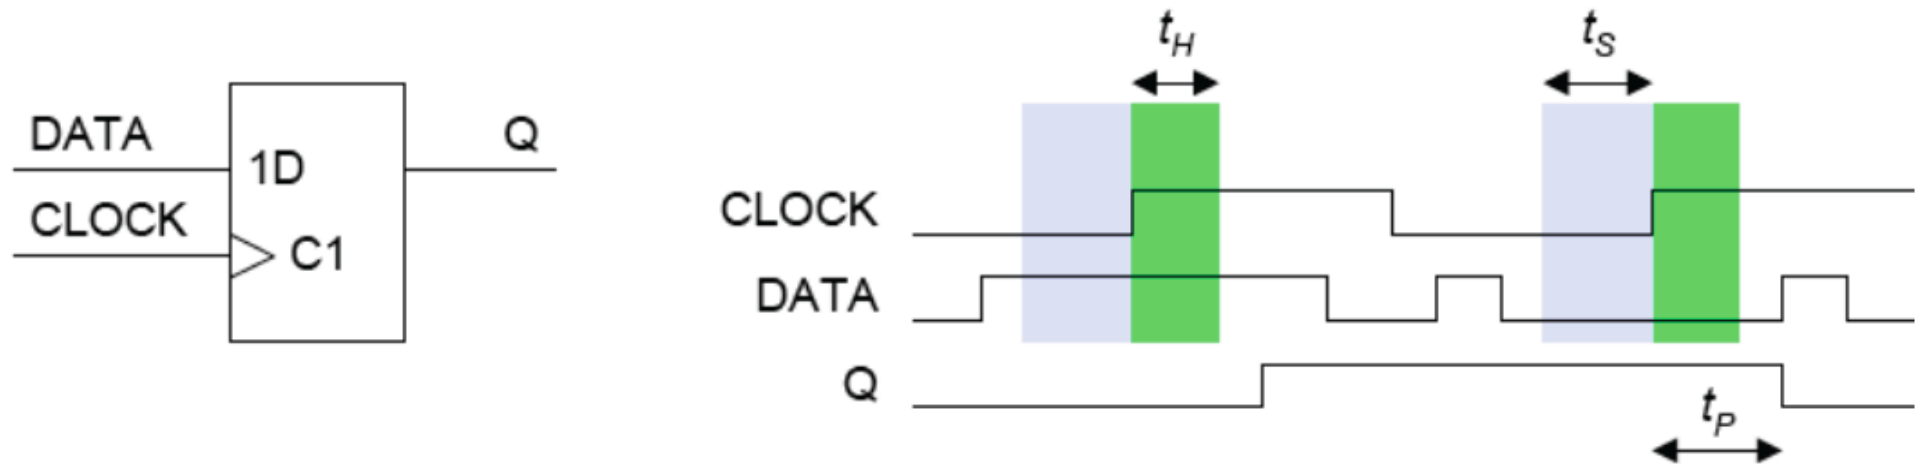 DATA
Q
1D
CLOCK
C1
tH
tS
CLOCK
DATA
Q
tP